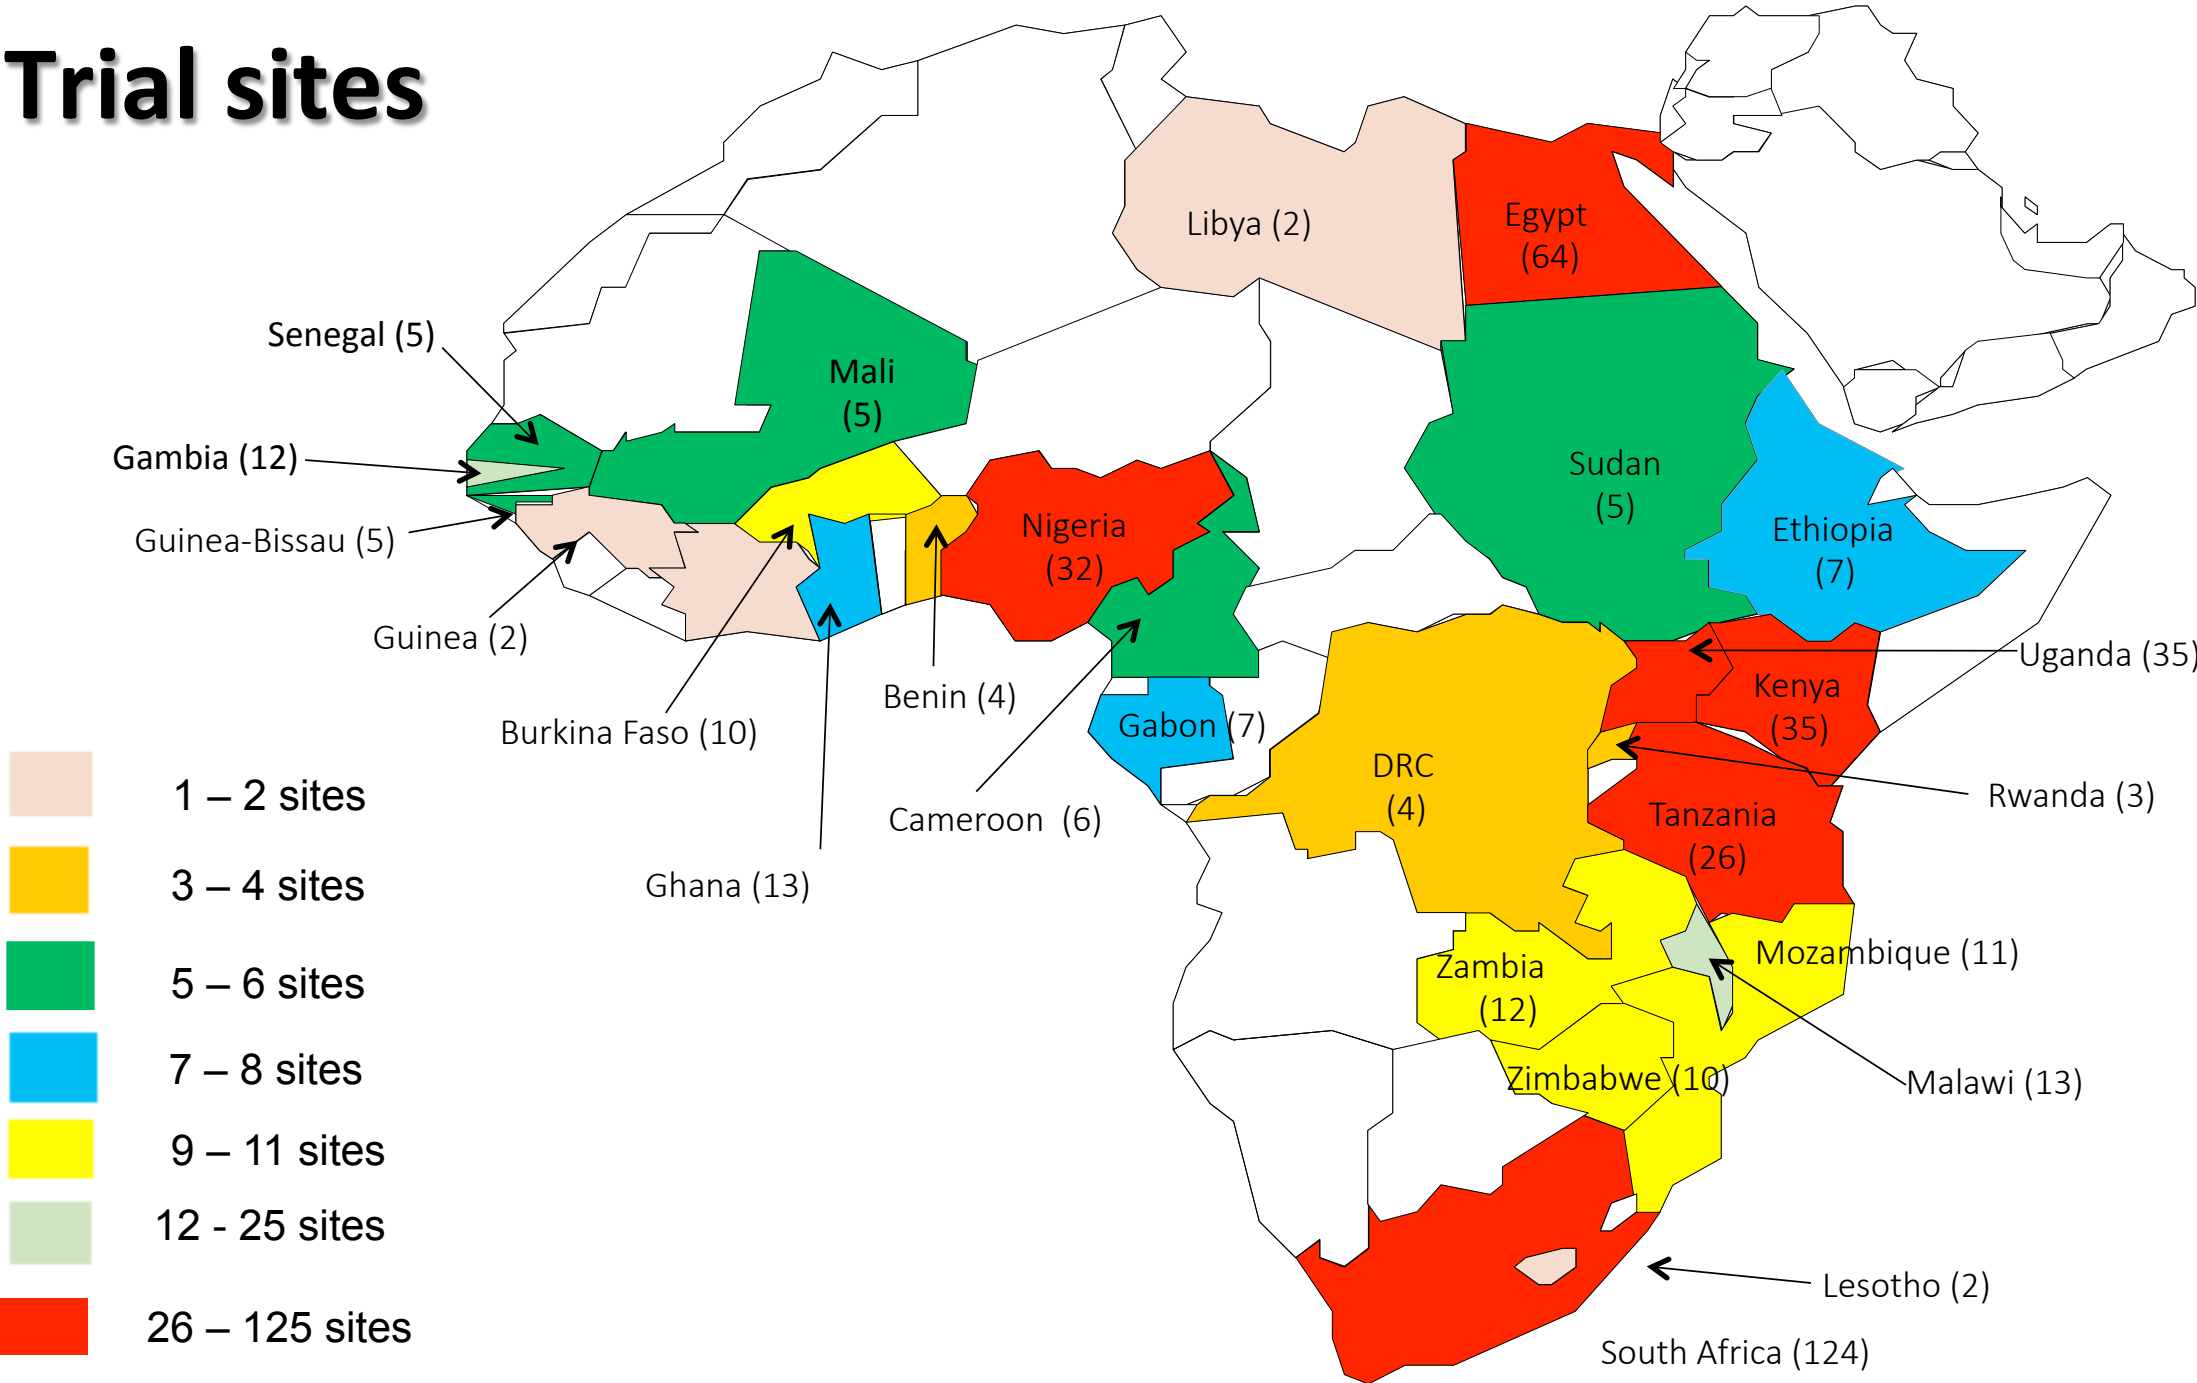 Trial sites
Libya (2)
Egypt
(64)
Senegal (5)
Mali
(5)
Gambia (12)
Sudan
(5)
Guinea-Bissau (5)
Nigeria
(32)
Ethiopia
(7)
Guinea (2)
Uganda (35)
Benin (4)
Kenya
(35)
Burkina Faso (10)
Gabon (7)
DRC
(4)
Rwanda (3)
Cameroon (6)
Tanzania
(26)
Ghana (13)
Mozambique (11)
Zambia
(12)
Zimbabwe (10)
Malawi (13)
Lesotho (2)
South Africa (124)
1 – 2 sites
3 – 4 sites
5 – 6 sites
7 – 8 sites
9 – 11 sites
12 - 25 sites
26 – 125 sites